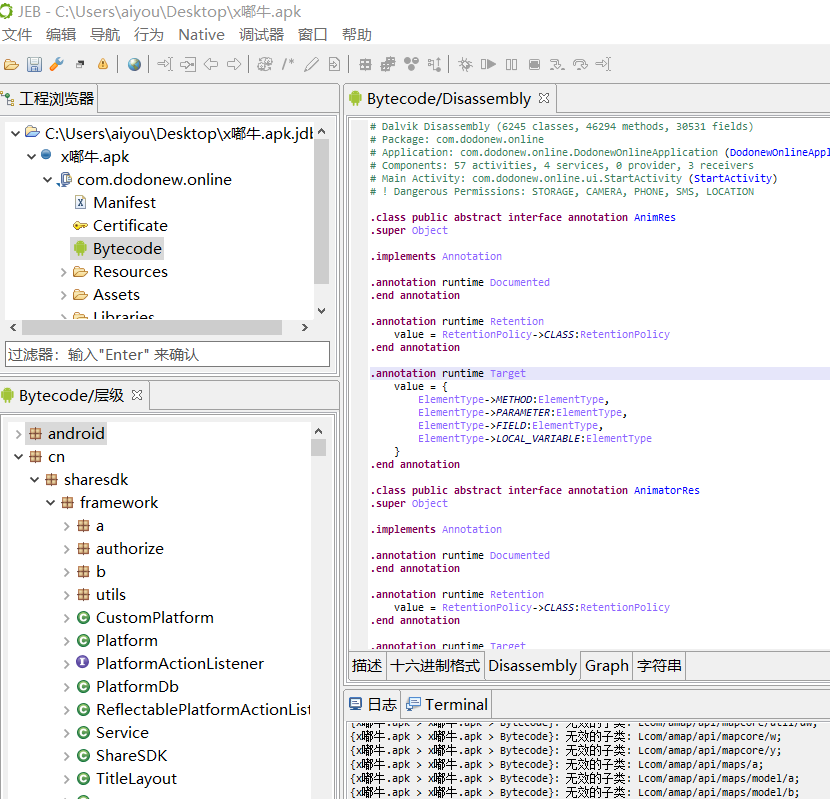 JEB - C:\Users\aiyou\Desktop\x嘟牛.apk
文件 编辑 导航 行为 Native 调试器 窗口 帮助
工程浏览器
C:\Users\aiyou\Desktop\x嘟牛.apk.jdb
x嘟牛.apk
com.dodonew.online
Manifest
Certificate
Bytecode
Resources
Assets
Libraries
过滤器：输入"Enter" 来确认
Bytecode/层级
android
cn
sharesdk
framework
a
authorize
b
utils
CustomPlatform
Platform
PlatformActionListener
PlatformDb
ReflectablePlatformActionList
Service
ShareSDK
TitleLayout
Bytecode/Disassembly
# Dalvik Disassembly (6245 classes, 46294 methods, 30531 fields)
# Package: com.dodonew.online
# Application: com.dodonew.online.DodonewOnlineApplication (DodonewOnlineAppl
# Components: 57 activities, 4 services, 0 provider, 3 receivers
# Main Activity: com.dodonew.online.ui.StartActivity (StartActivity)
# ! Dangerous Permissions: STORAGE, CAMERA, PHONE, SMS, LOCATION
.class public abstract interface annotation AnimRes
.super Object
.implements Annotation
.annotation runtime Documented
.end annotation
.annotation runtime Retention
value = RetentionPolicy->CLASS:RetentionPolicy
.end annotation
.annotation runtime Target
value = {
ElementType->METHOD:ElementType,
ElementType->PARAMETER:ElementType,
ElementType->FIELD:ElementType,
ElementType->LOCAL_VARIABLE:ElementType
}
.end annotation
.class public abstract interface annotation AnimatorRes
.super Object
.implements Annotation
.annotation runtime Documented
.end annotation
.annotation runtime Retention
value = RetentionPolicy->CLASS:RetentionPolicy
.end annotation
.annotation runtime Target
描述 十六进制格式 Disassembly Graph 字符串
日志 Terminal
{x嘟牛.apk > x嘟牛.apk > Bytecode}: 无效的子类: Lcom/amap/api/mapcore/util/dw;
{x嘟牛.apk > x嘟牛.apk > Bytecode}: 无效的子类: Lcom/amap/api/mapcore/w;
{x嘟牛.apk > x嘟牛.apk > Bytecode}: 无效的子类: Lcom/amap/api/mapcore/y;
{x嘟牛.apk > x嘟牛.apk > Bytecode}: 无效的子类: Lcom/amap/api/maps/a;
{x嘟牛.apk > x嘟牛.apk > Bytecode}: 无效的子类: Lcom/amap/api/maps/model/a;
{x嘟牛.apk > x嘟牛.apk > Bytecode}: 无效的子类: Lcom/amap/api/maps/model/b;